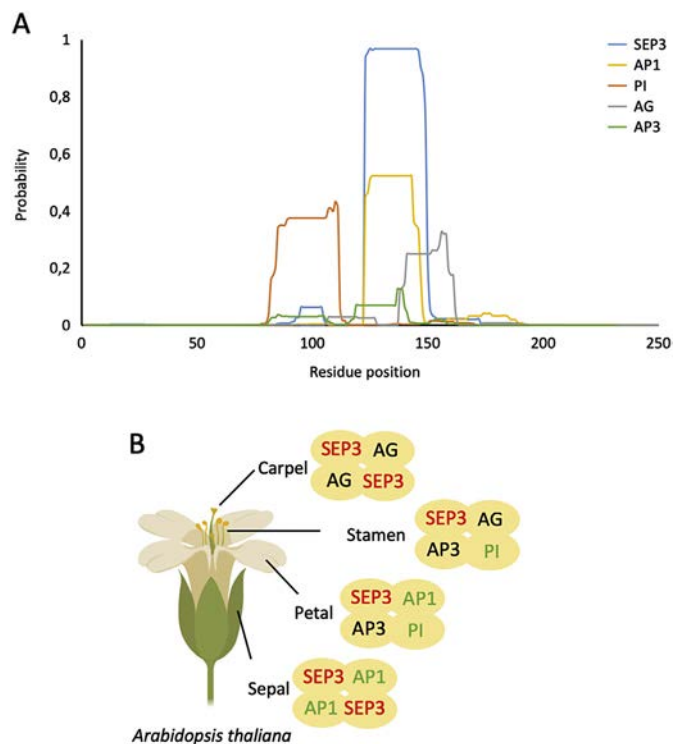 A
1
0,8
0,6
0,4
0,2
0
Probability
0 50 100 150 200 250
Residue position
SEP3
AP1
PI
AG
AP3
B
Carpel
SEP3 AG
AG SEP3
Stamen
SEP3 AG
AP3 PI
Petal
SEP3 AP1
AP3 PI
Sepal
SEP3 AP1
AP1 SEP3
Arabidopsis thaliana